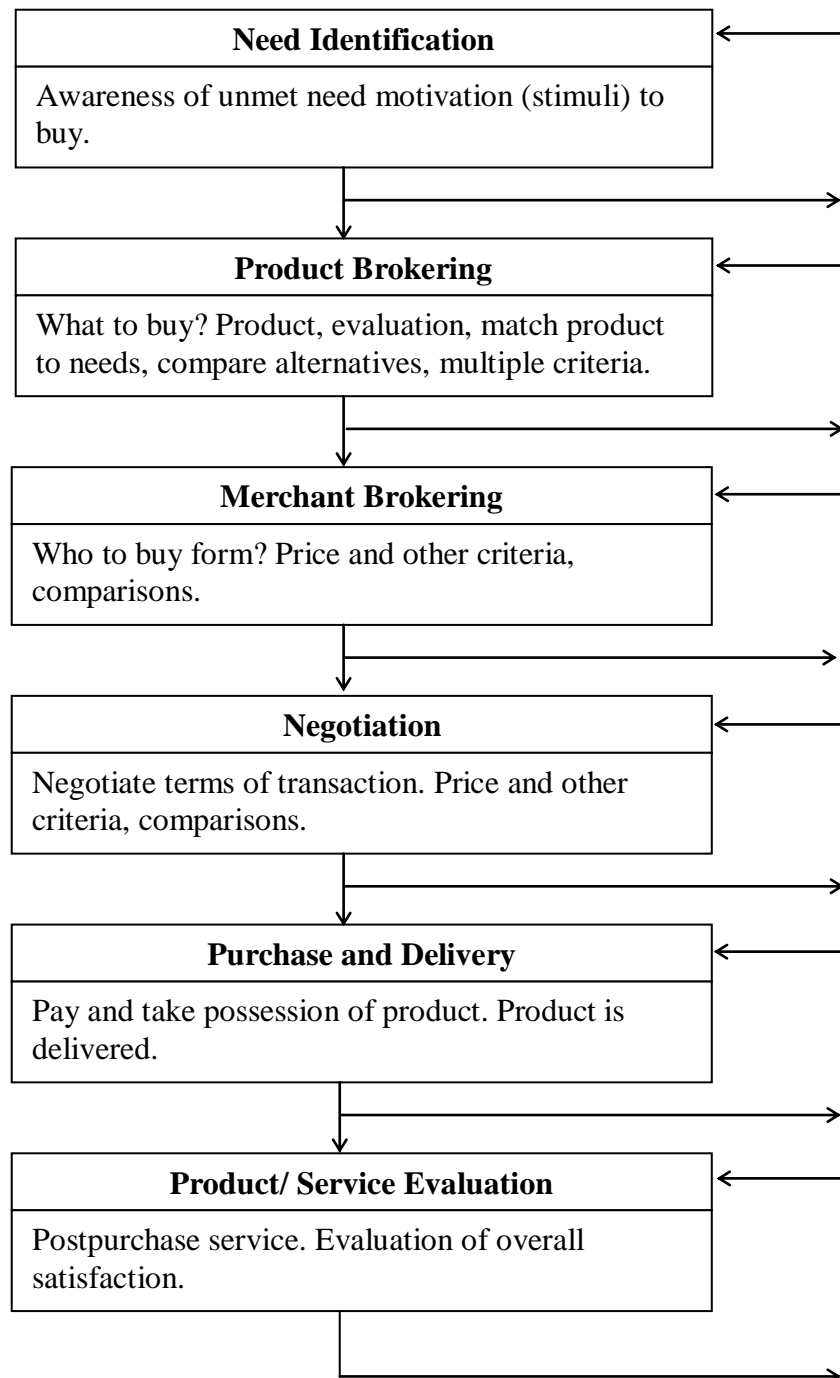 Need Identification
Awareness of unmet need motivation (stimuli) to
buy.
Product Brokering
What to buy? Product, evaluation, match product
to needs, compare alternatives, multiple criteria.
Merchant Brokering
Who to buy form? Price and other criteria,
comparisons.
Negotiation
Negotiate terms of transaction. Price and other
criteria, comparisons.
Purchase and Delivery
Pay and take possession of product. Product is
delivered.
Product/ Service Evaluation
Postpurchase service. Evaluation of overall
satisfaction.